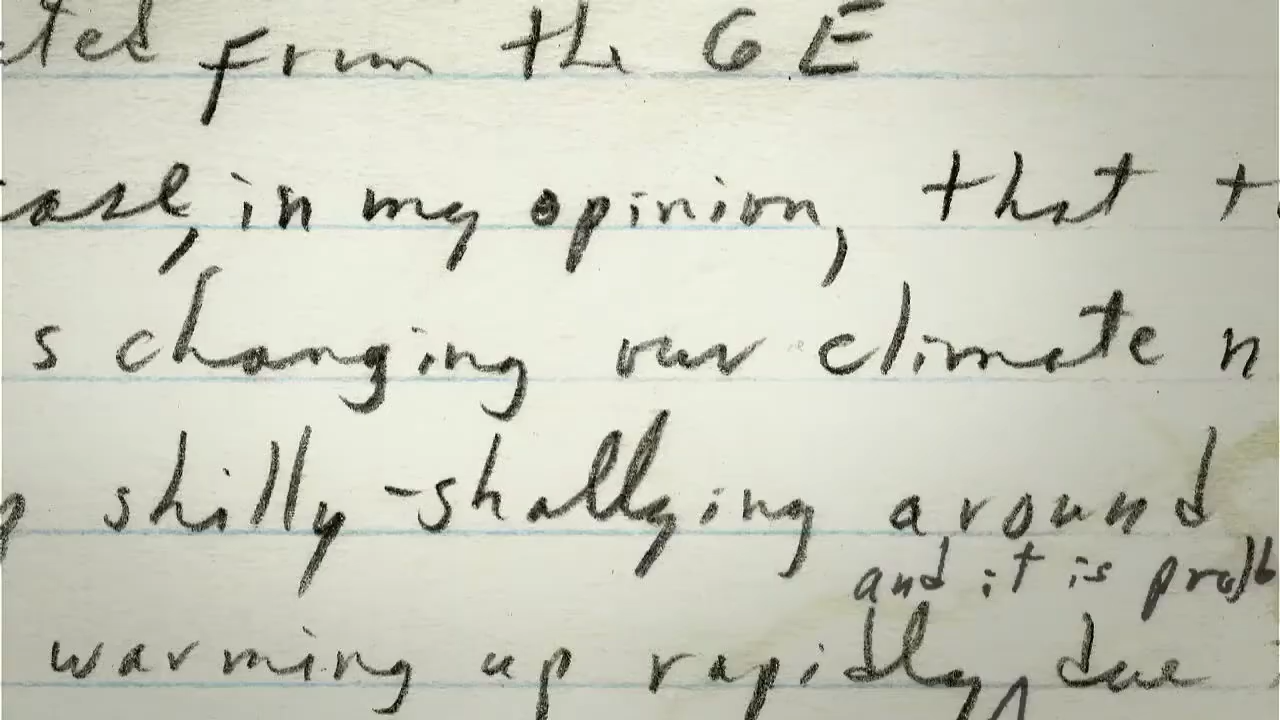 from the GE
in my opinion, that
s changing our climate n
shilly-shallying around
and it is prob
warming up rapidly due